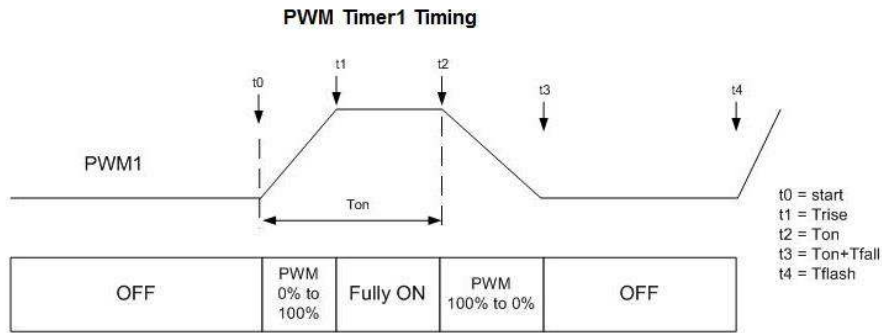 PWM Timer1 Timing
t0
t1
t2
t3
t4
PWM1
Ton
t0 = start
t1 = Trise
t2 = Ton
t3 = Ton+Tfall
t4 = Tflash
OFF
PWM
0% to
100%
Fully ON
PWM
100% to 0%
OFF